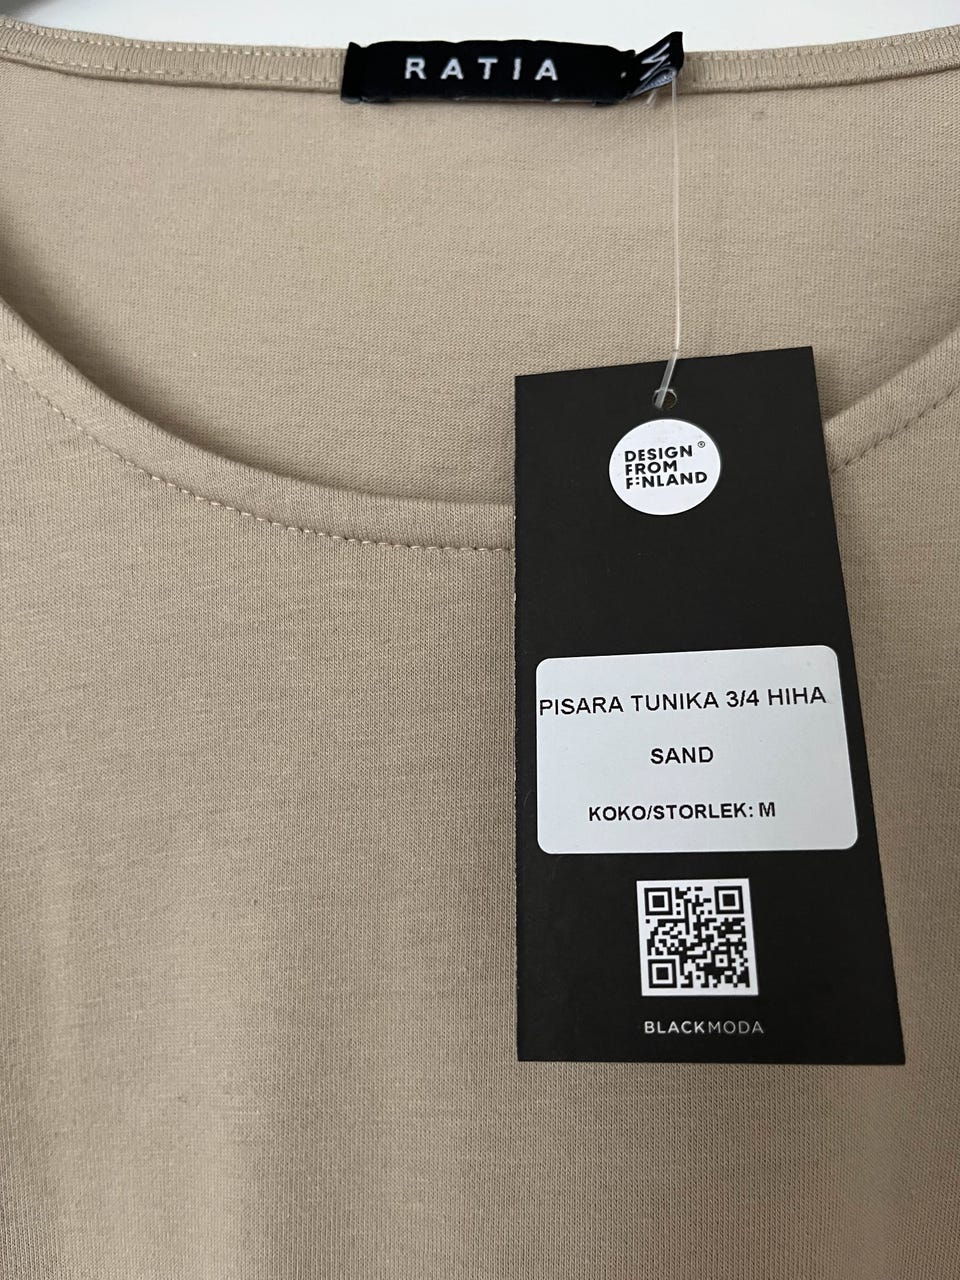 RATIA
M
DESIGN ®
FROM
FINLAND
PISARA TUNIKA 3/4 HIHA
SAND
KOKO/STORLEK: M
BLACKMODA